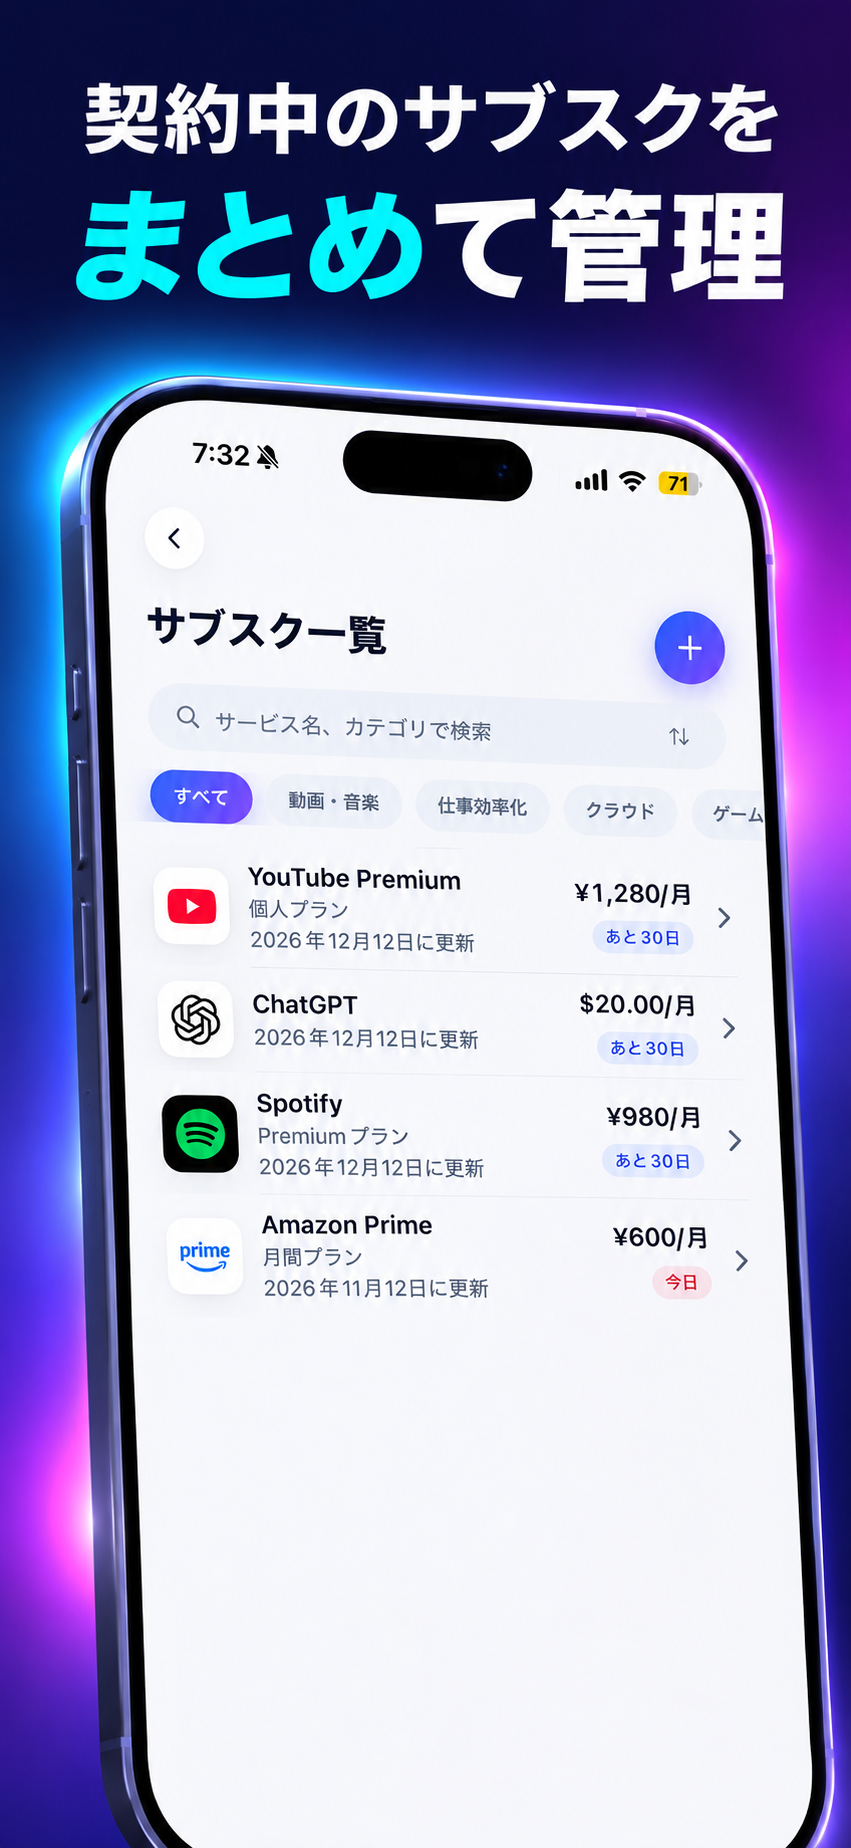 契約中のサブスクを
まとめて管理
7:32
71
サブスク一覧
サービス名、カテゴリで検索
すべて
動画・音楽
仕事効率化
クラウド
ゲーム
YouTube Premium
¥1,280/月
個人プラン
あと30日
2026年12月12日に更新
ChatGPT
$20.00/月
2026年12月12日に更新
あと30日
Spotify
¥980/月
Premiumプラン
あと30日
2026年12月12日に更新
prime
Amazon Prime
¥600/月
月間プラン
今日
2026年11月12日に更新